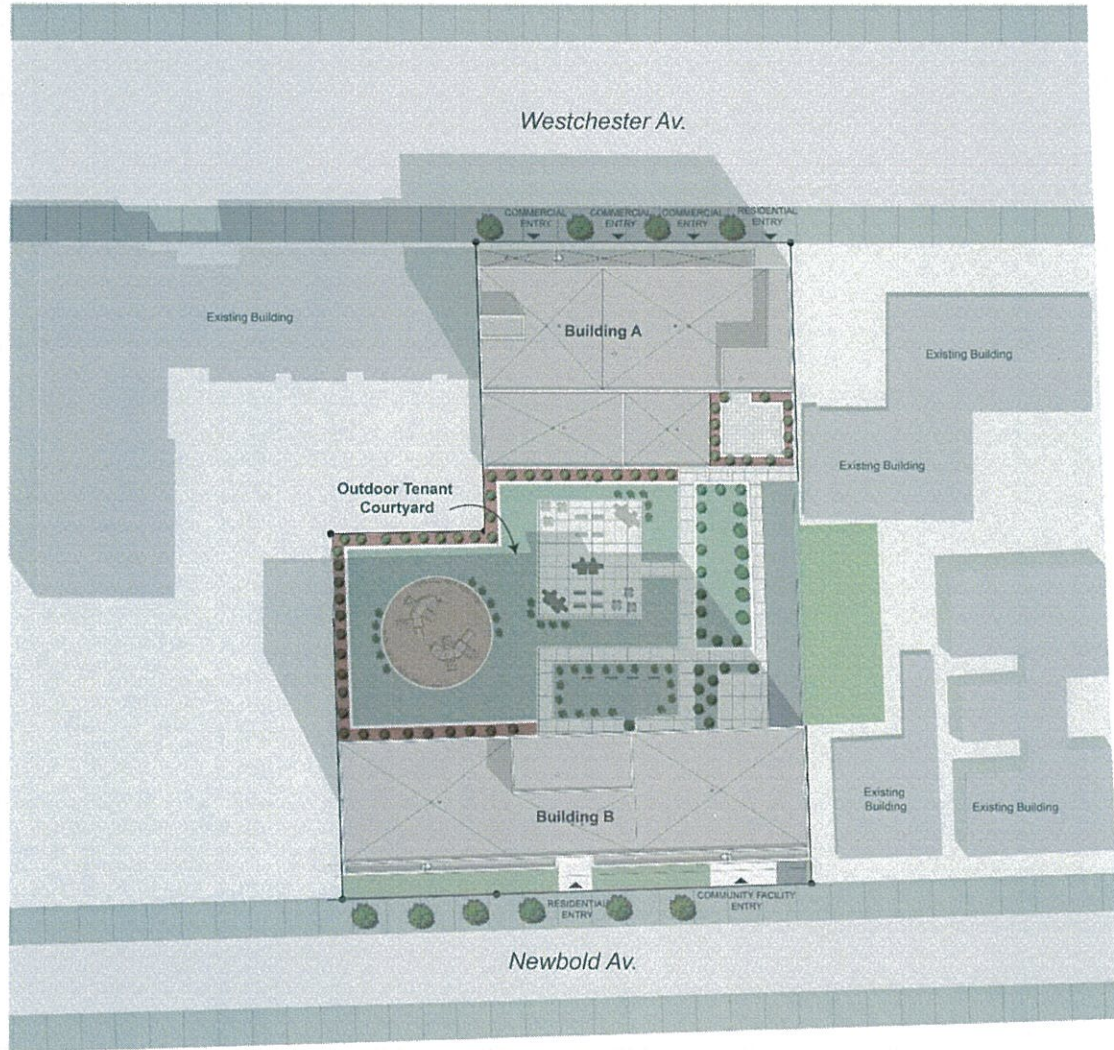 Westchester Av.
COMMERCIAL
ENTRY
COMMERCIAL
ENTRY
COMMERCIAL
ENTRY
RESIDENTIAL
ENTRY
Existing Building
Building A
Existing Building
Existing Building
Outdoor Tenant
Courtyard
Existing
Building
Existing Building
Building B
RESIDENTIAL
ENTRY
COMMUNITY FACILITY
ENTRY
Newbold Av.